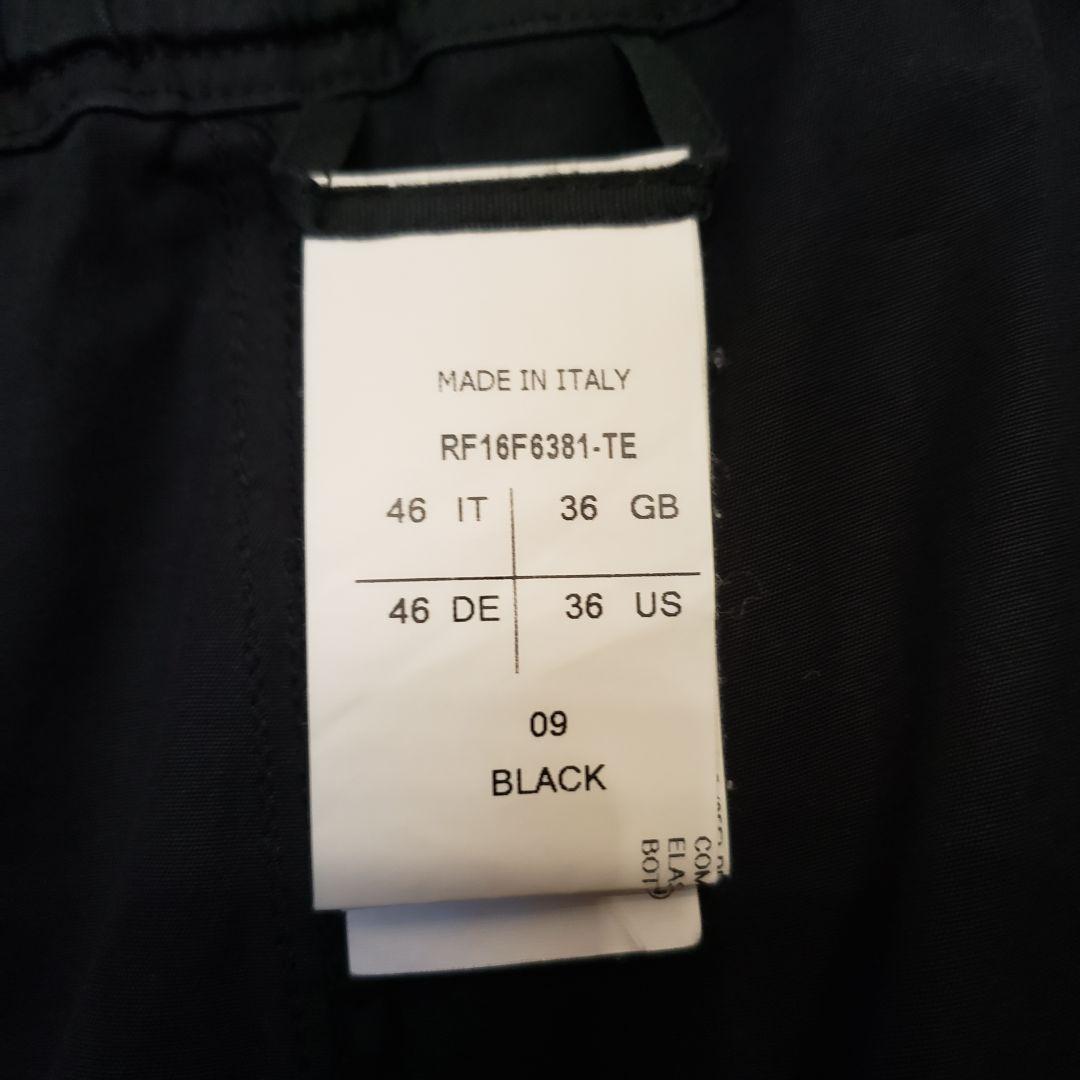 MADE IN ITALY
RF16F6381-TE
46 IT 36 GB
46 DE 36 US
09
BLACK